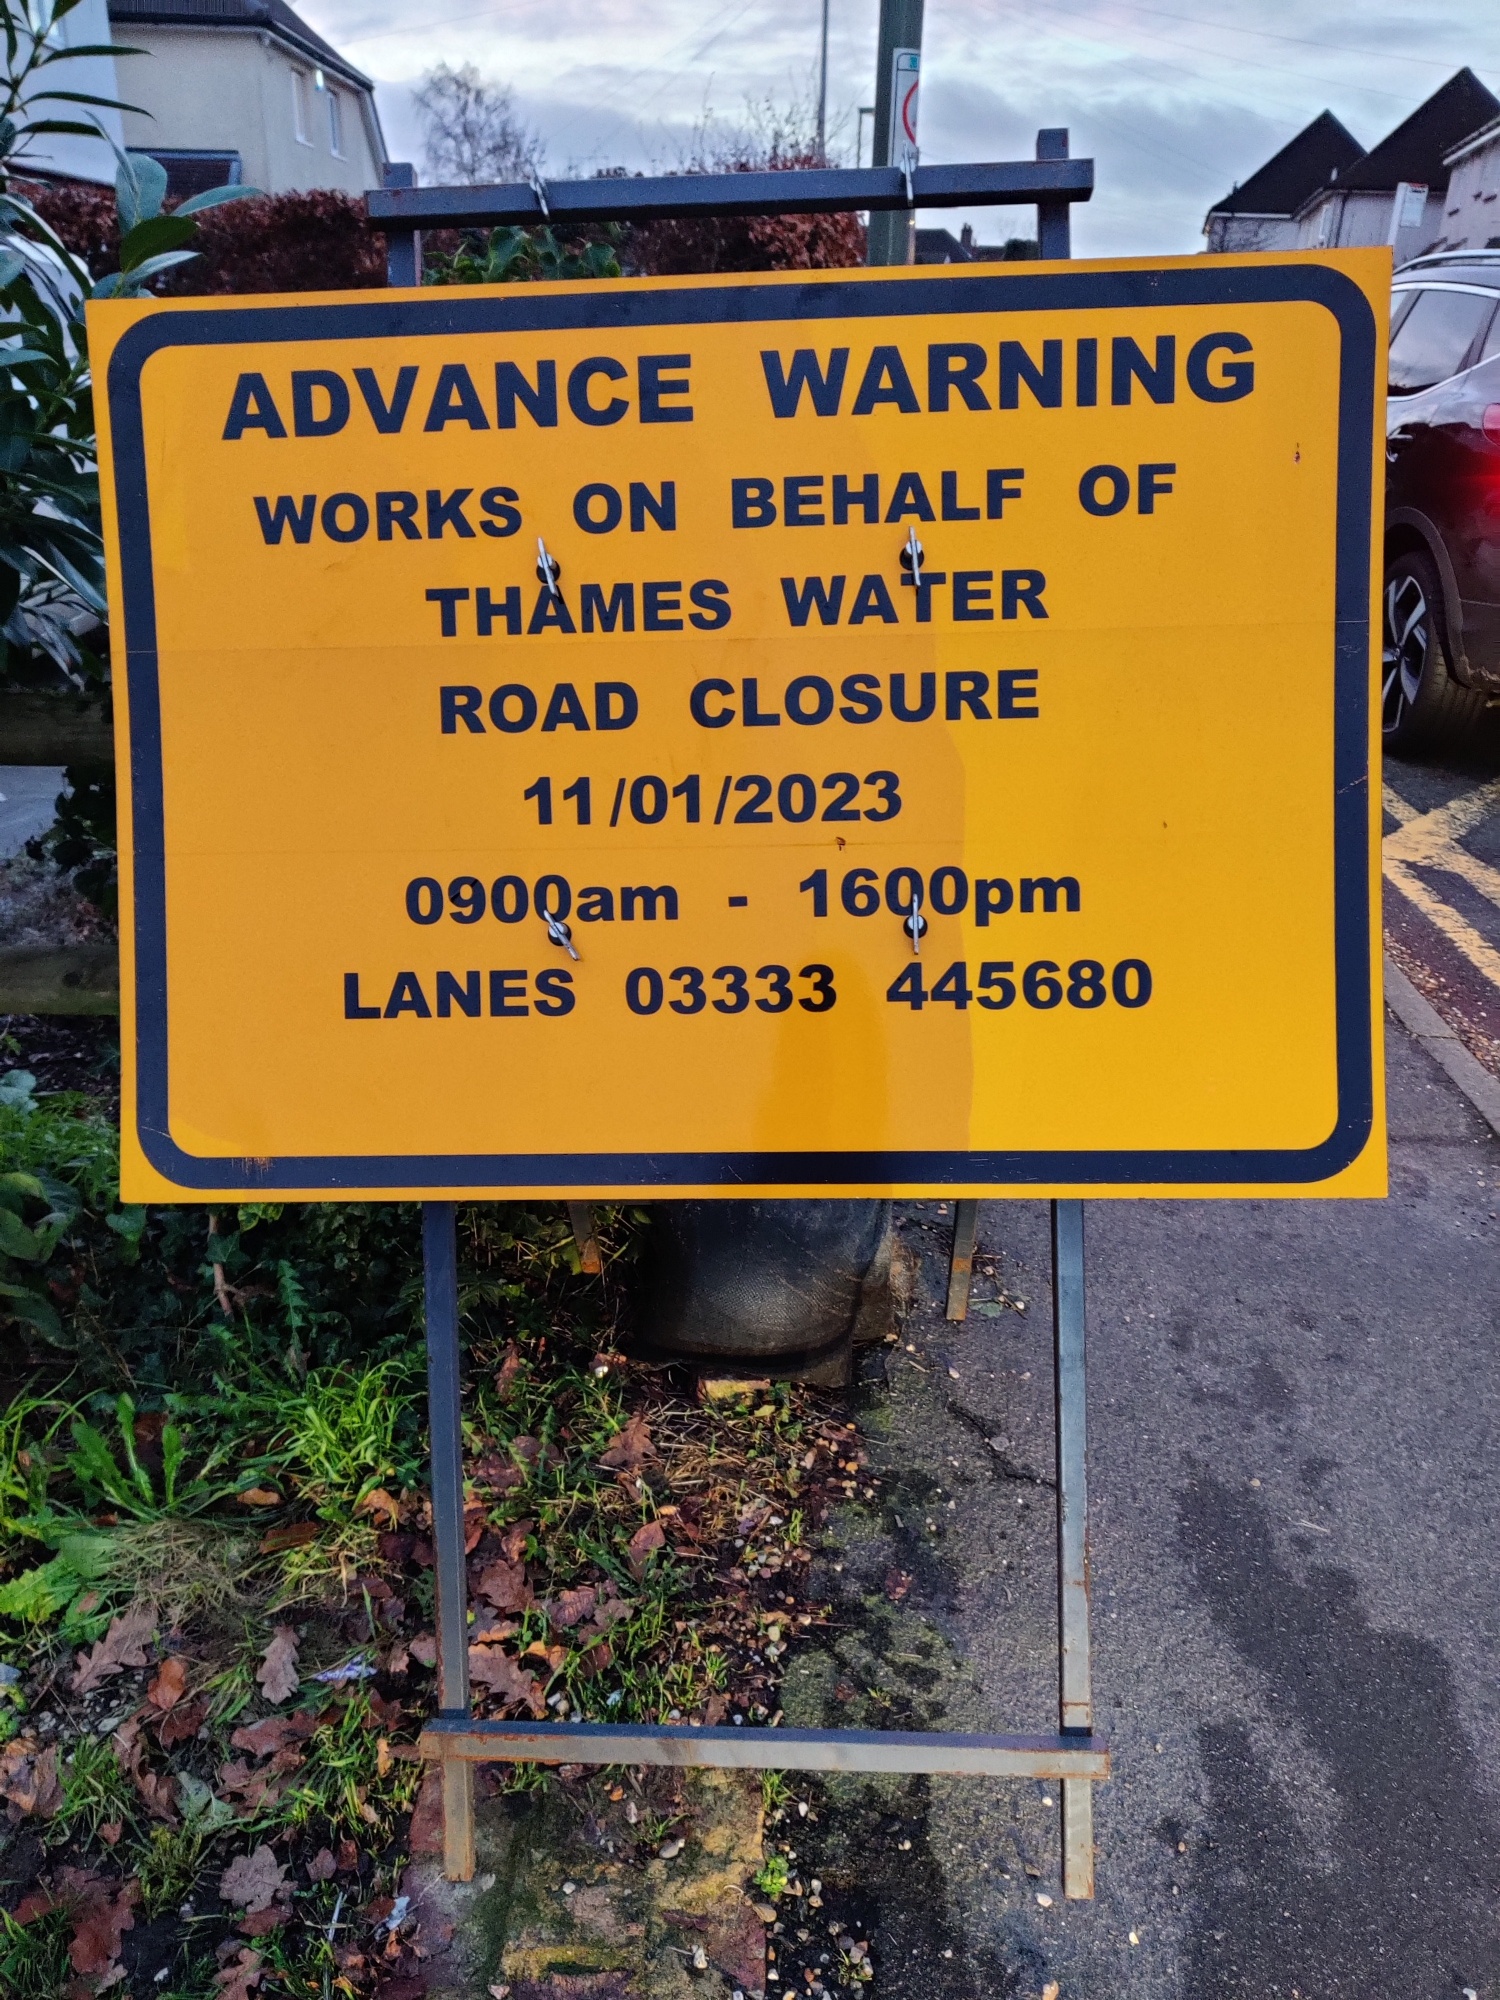 ADVANCE WARNING
WORKS ON BEHALF OF
THAMES WATER
ROAD CLOSURE
11/01/2023
0900am - 1600pm
LANES 03333 445680